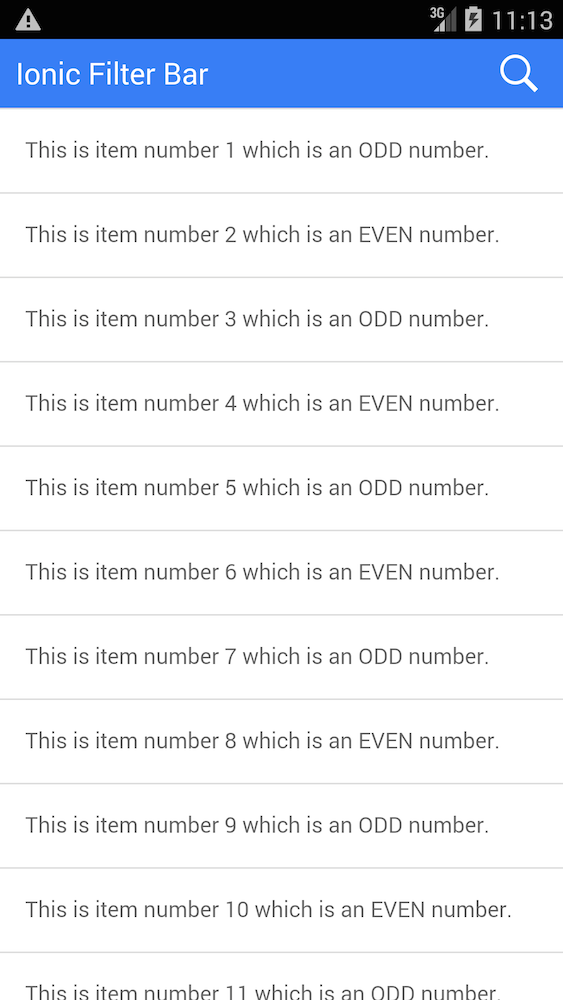 3G 11:13
Ionic Filter Bar
This is item number 1 which is an ODD number.
This is item number 2 which is an EVEN number.
This is item number 3 which is an ODD number.
This is item number 4 which is an EVEN number.
This is item number 5 which is an ODD number.
This is item number 6 which is an EVEN number.
This is item number 7 which is an ODD number.
This is item number 8 which is an EVEN number.
This is item number 9 which is an ODD number.
This is item number 10 which is an EVEN number.
This is item number 11 which is an ODD number.